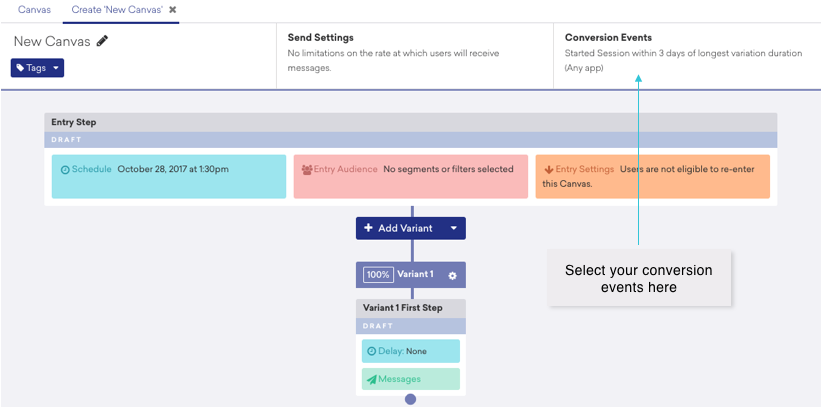 Canvas
Create 'New Canvas' ✖
New Canvas
Tags
Send Settings
No limitations on the rate at which users will receive
messages.
Conversion Events
Started Session within 3 days of longest variation duration
(Any app)
Entry Step
DRAFT
Schedule October 28, 2017 at 1:30pm
Entry Audience No segments or filters selected
Entry Settings Users are not eligible to re-enter
this Canvas.
Add Variant
100% Variant 1
Select your conversion
events here
Variant 1 First Step
DRAFT
Delay: None
Messages